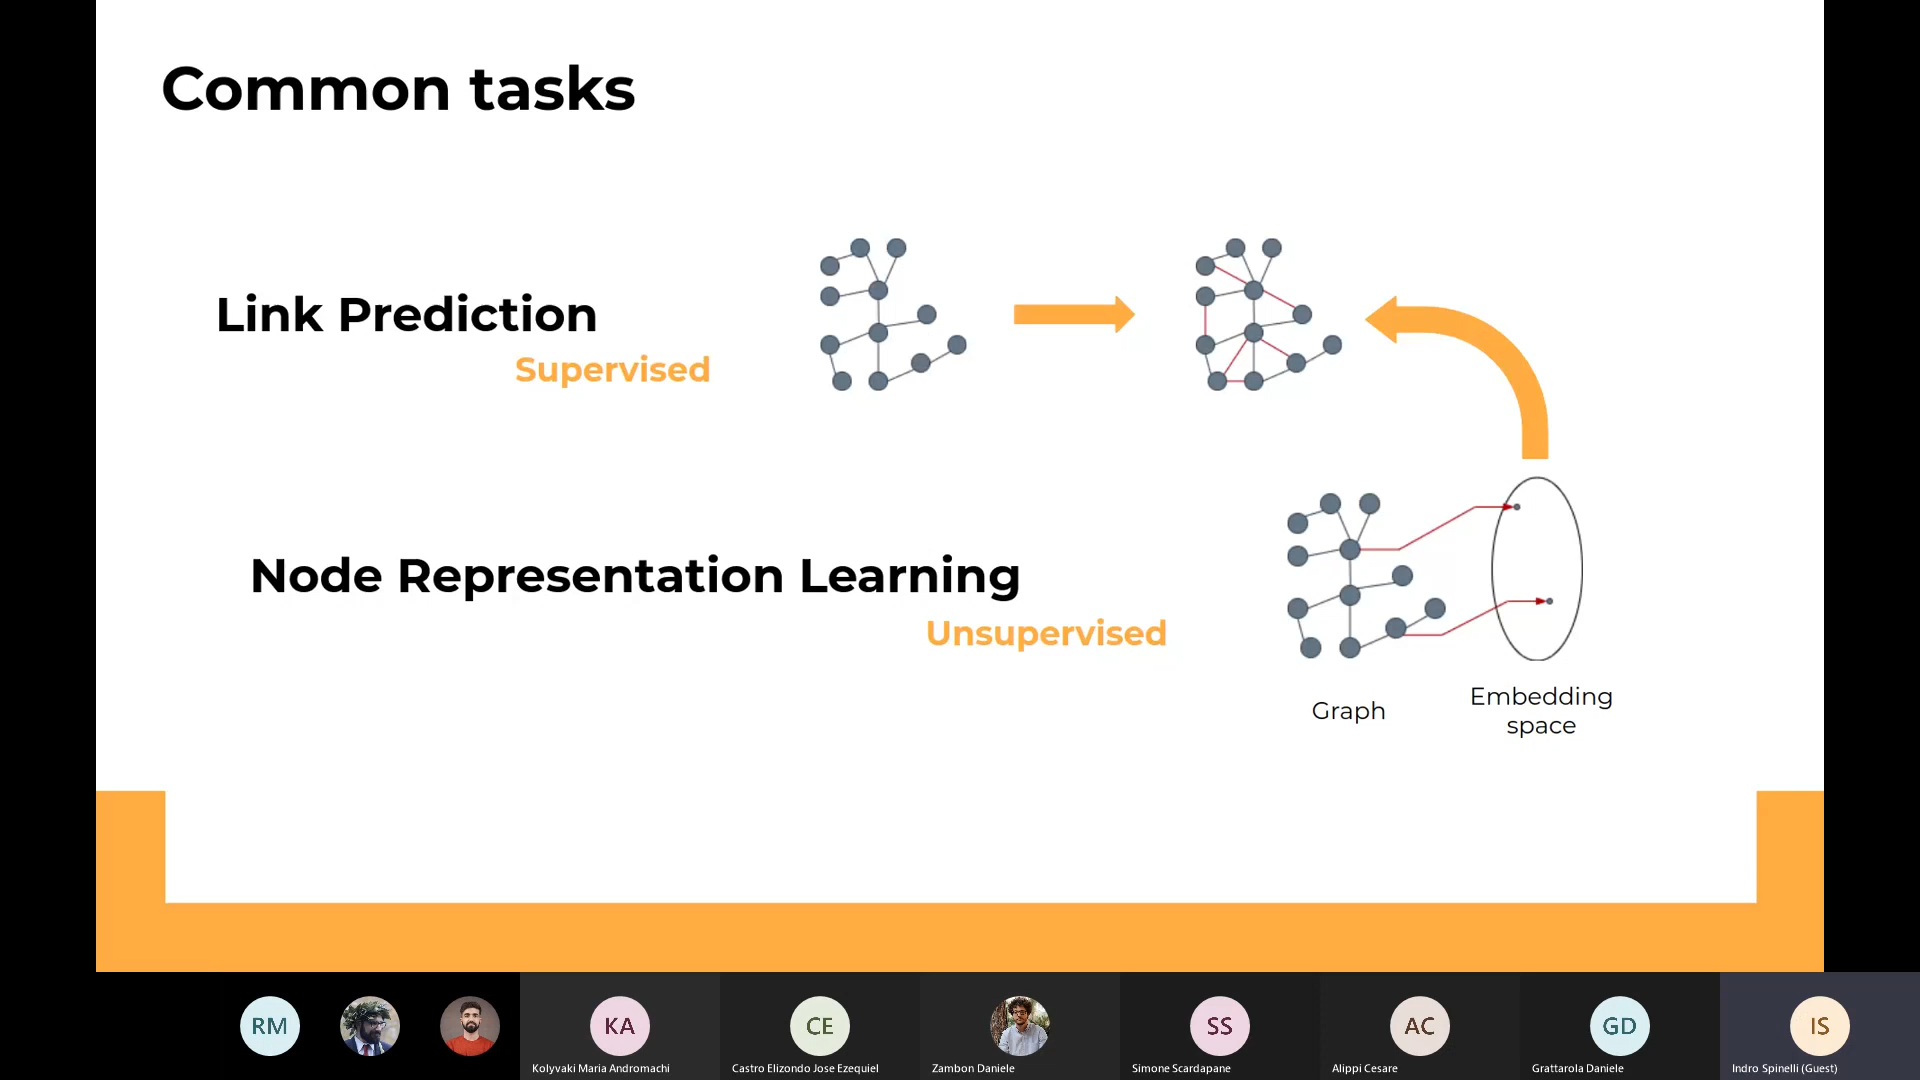 Common tasks
Link Prediction
Supervised
Node Representation Learning
Unsupervised
Graph
Embedding
space
RM
KA
CE
SS
AC
GD
IS
Kolyvaki Maria Andromachi
Castro Elizondo Jose Ezequiel
Zambon Daniele
Simone Scardapane
Alippi Cesare
Grattarola Daniele
Indro Spinelli (Guest)